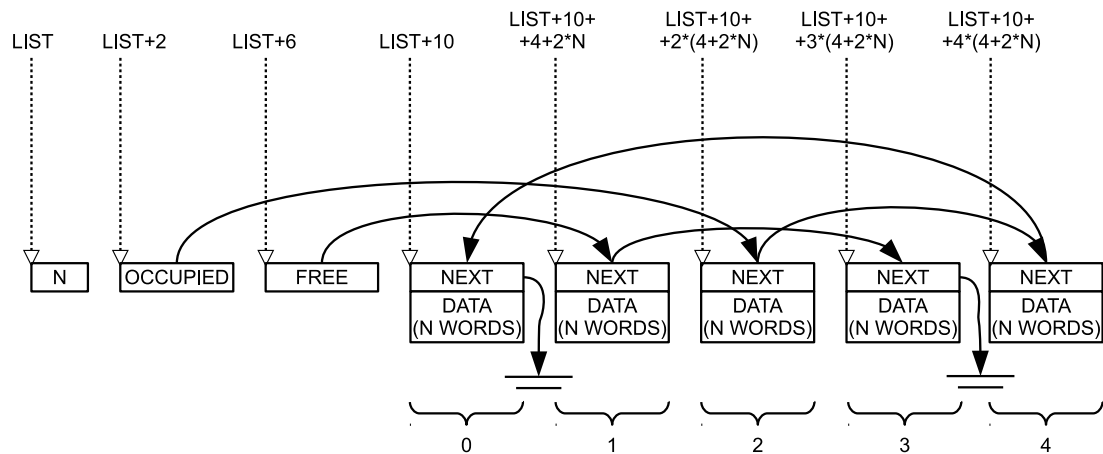 LIST
LIST+2
LIST+6
LIST+10
LIST+10+
+4+2*N
LIST+10+
+2*(4+2*N)
LIST+10+
+3*(4+2*N)
LIST+10+
+4*(4+2*N)
N
OCCUPIED
FREE
NEXT
DATA
(N WORDS)
NEXT
DATA
(N WORDS)
NEXT
DATA
(N WORDS)
NEXT
DATA
(N WORDS)
NEXT
DATA
(N WORDS)
0
1
2
3
4